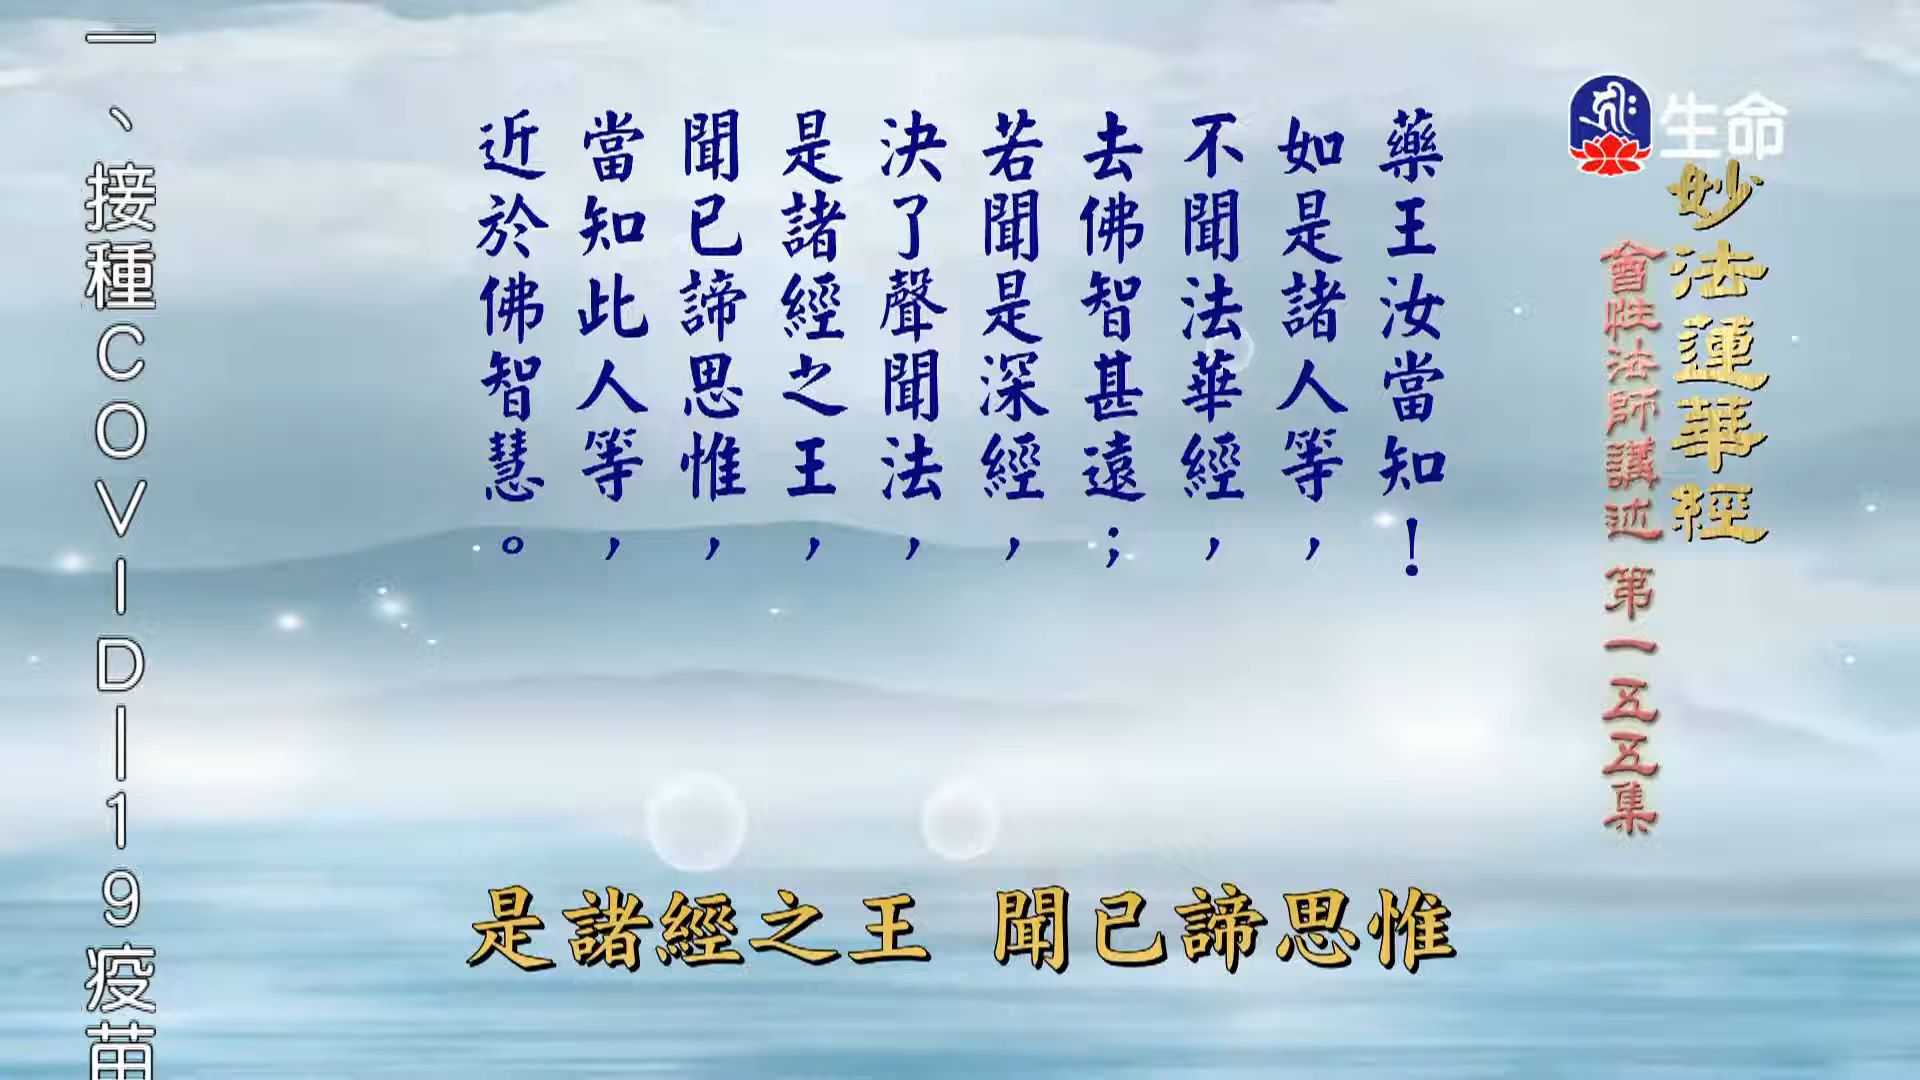 生命
妙法蓮華經
會性法師講述 第一五五集
藥王汝當知！
如是諸人等，
不聞法華經，
去佛智甚遠；
若聞是深經，
決了聲聞法，
是諸經之王，
聞已諦思惟，
當知此人等，
近於佛智慧。
一、接種COVID-19疫苗
是諸經之王 聞已諦思惟